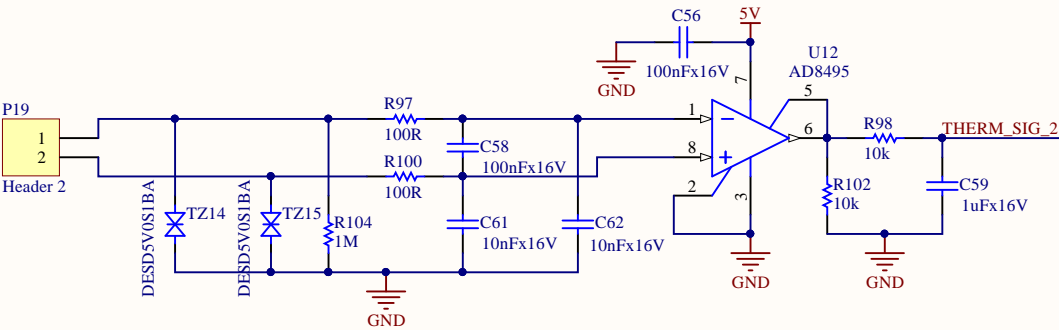 C56
5V
100nFx16V
GND
7
U12
AD8495
P19
1
2
Header 2
R97
100R
C58
100nFx16V
R100
100R
1
8
2
3
5
6
R98
10k
THERM_SIG_2
DESD5V0S1BA
TZ14
DESD5V0S1BA
TZ15
R104
1M
C61
10nFx16V
C62
10nFx16V
R102
10k
C59
1uFx16V
GND
GND
GND